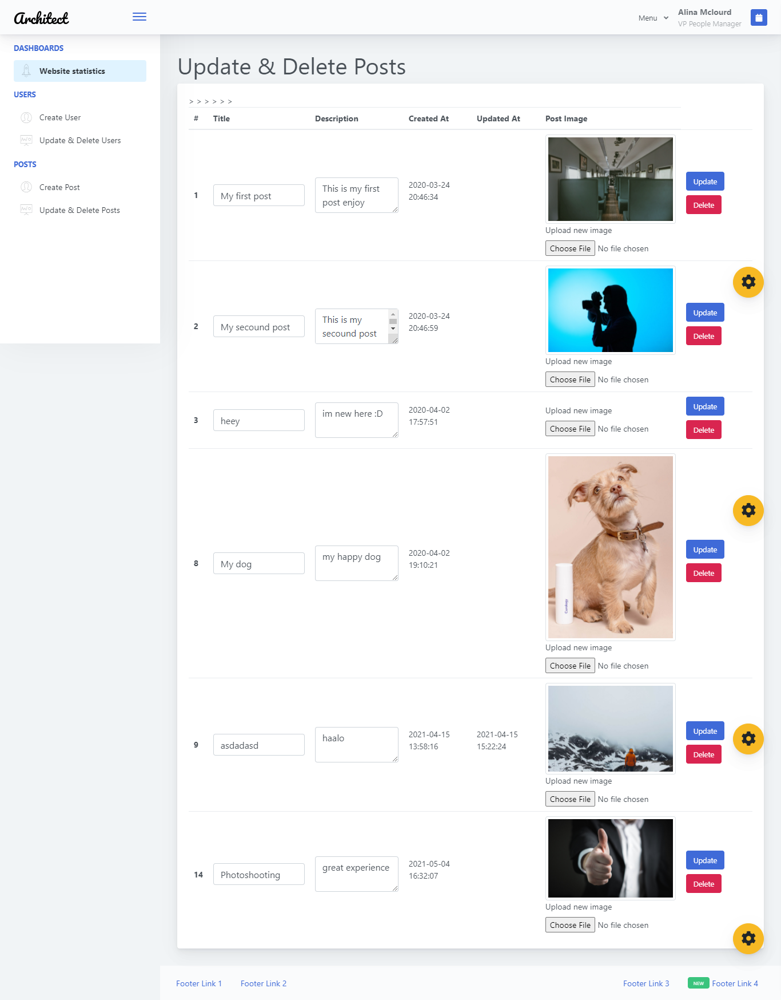 Architect
Menu
Alina Mclourd
VP People Manager
DASHBOARDS
Website statistics
USERS
Create User
Update & Delete Users
POSTS
Create Post
Update & Delete Posts
Update & Delete Posts
> > > > > >
# Title Description Created At Updated At Post Image
1
My first post
This is my first
post enjoy
2020-03-24
20:46:34
Upload new image
Choose File No file chosen
Update
Delete
2
My secound post
This is my
secound post
2020-03-24
20:46:59
Upload new image
Choose File No file chosen
Update
Delete
3
heey
im new here :D
2020-04-02
17:57:51
Upload new image
Choose File No file chosen
Update
Delete
8
My dog
my happy dog
2020-04-02
19:10:21
Curology
Upload new image
Choose File No file chosen
Update
Delete
9
asdadasd
haalo
2021-04-15
13:58:16
2021-04-15
15:22:24
Upload new image
Choose File No file chosen
Update
Delete
14
Photoshooting
great experience
2021-05-04
16:32:07
Upload new image
Choose File No file chosen
Update
Delete
Footer Link 1 Footer Link 2 Footer Link 3 NEW Footer Link 4